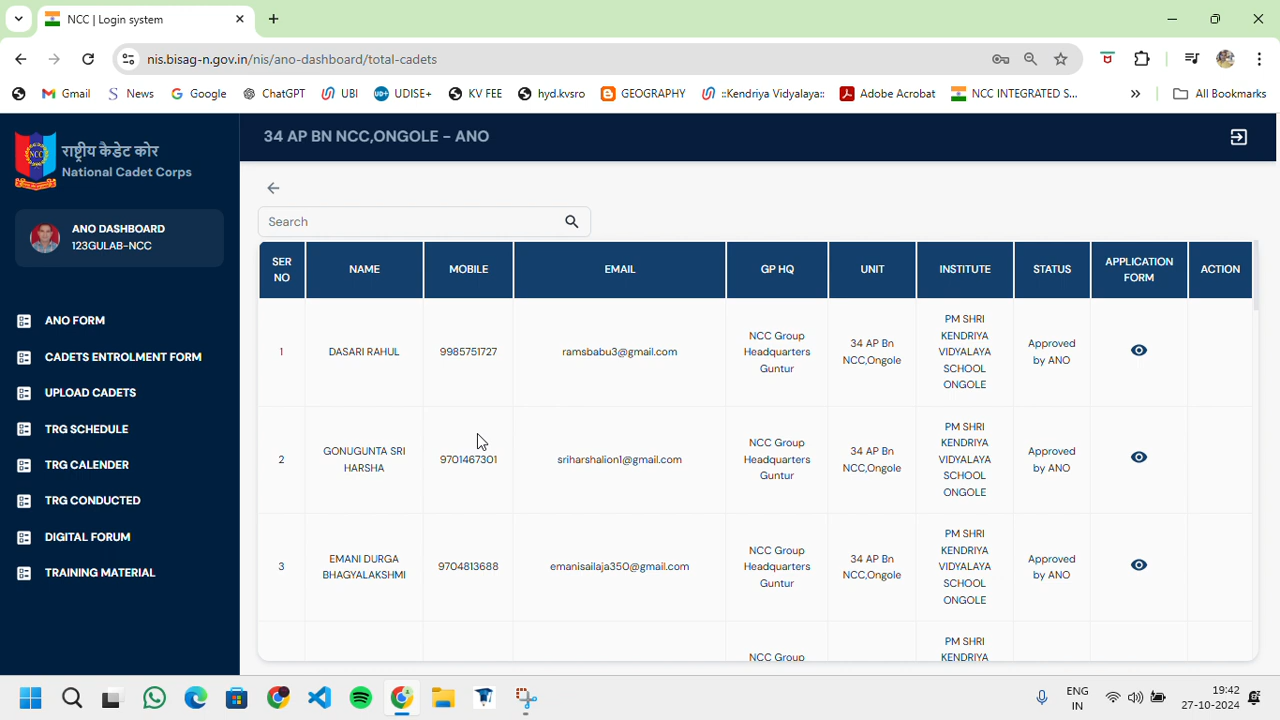 NCC | Login system
nis.bisag-n.gov.in/nis/ano-dashboard/total-cadets
Gmail News Google ChatGPT UBI UDISE+ KV FEE hyd.kvsro GEOGRAPHY ::Kendriya Vidyalaya:: Adobe Acrobat NCC INTEGRATED S... All Bookmarks
राष्ट्रीय कैडेट कोर
National Cadet Corps
34 AP BN NCC,ONGOLE – ANO
ANO DASHBOARD
123GULAB-NCC
ANO FORM
CADETS ENTROLMENT FORM
UPLOAD CADETS
TRG SCHEDULE
TRG CALENDER
TRG CONDUCTED
DIGITAL FORUM
TRAINING MATERIAL
Search
SER
NO
NAME
MOBILE
EMAIL
GP HQ
UNIT
INSTITUTE
STATUS
APPLICATION
FORM
ACTION
1
DASARI RAHUL
9985751727
ramsbabu3@gmail.com
NCC Group
Headquarters
Guntur
34 AP Bn
NCC,Ongole
PM SHRI
KENDRIYA
VIDYALAYA
SCHOOL
ONGOLE
Approved
by ANO
2
GONUGUNTA SRI
HARSHA
9701467301
sriharshalion1@gmail.com
NCC Group
Headquarters
Guntur
34 AP Bn
NCC,Ongole
PM SHRI
KENDRIYA
VIDYALAYA
SCHOOL
ONGOLE
Approved
by ANO
3
EMANI DURGA
BHAGYALAKSHMI
9704813688
emanisailaja350@gmail.com
NCC Group
Headquarters
Guntur
34 AP Bn
NCC,Ongole
PM SHRI
KENDRIYA
VIDYALAYA
SCHOOL
ONGOLE
Approved
by ANO
NCC Group
PM SHRI
KENDRIYA
ENG
IN
19:42
27-10-2024